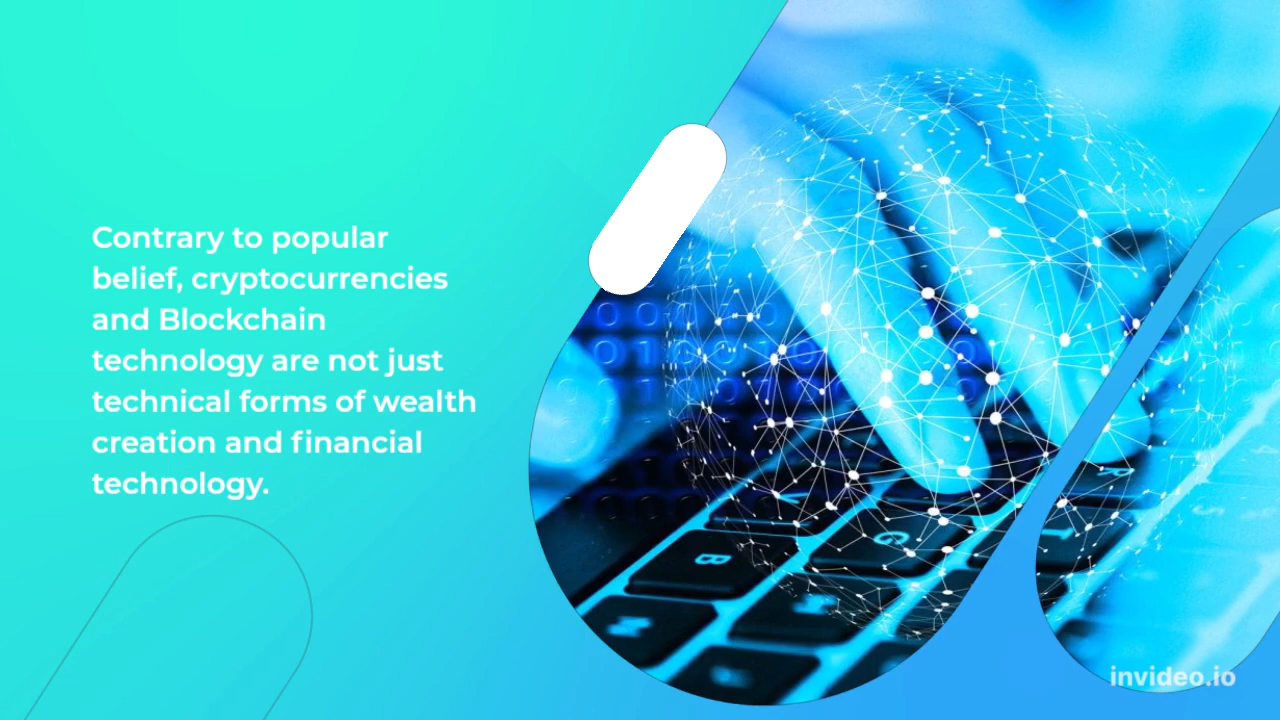 Contrary to popular
belief, cryptocurrencies
and Blockchain
technology are not just
technical forms of wealth
creation and financial
technology.
B
G
invideo.io